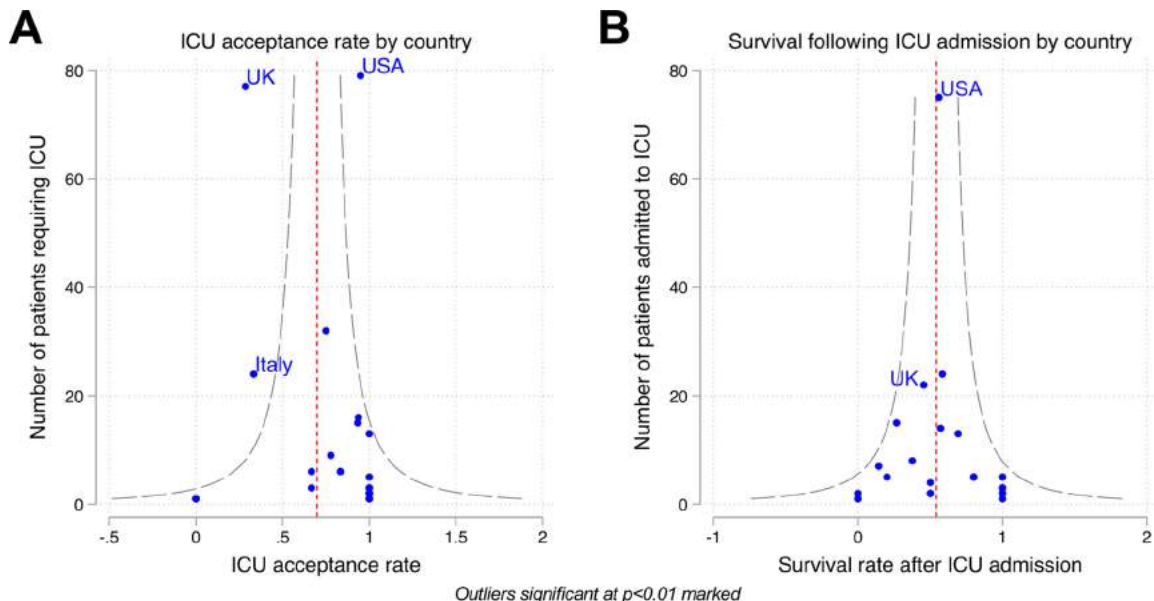 A
ICU acceptance rate by country
Number of patients requiring ICU
80
60
40
20
0
UK
USA
Italy
-.5
0
.5
1
1.5
2
ICU acceptance rate
B
Survival following ICU admission by country
Number of patients admitted to ICU
80
60
40
20
0
USA
UK
-1
0
1
2
Survival rate after ICU admission
Outliers significant at p<0.01 marked